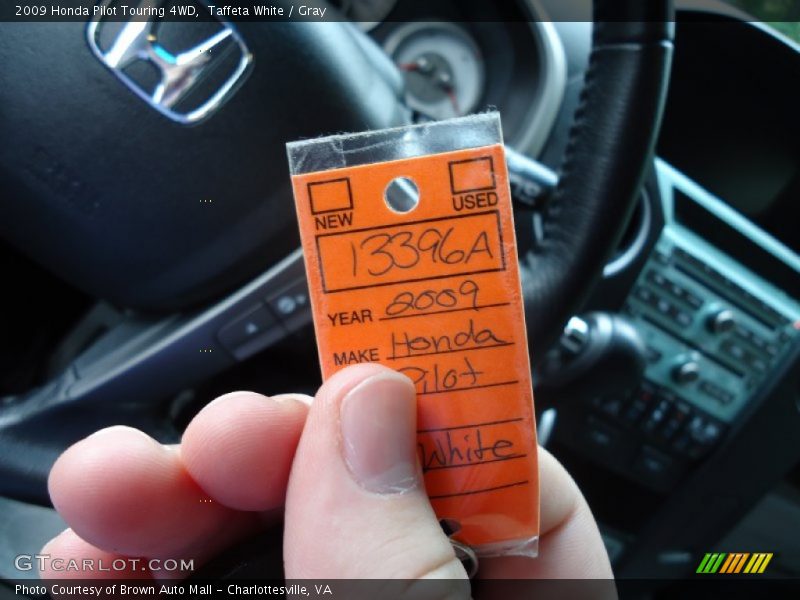 2009 Honda Pilot Touring 4WD, Taffeta White / Gray
NEW
USED
13396A
YEAR 2009
MAKE Honda
Pilot
White
GTCARLOT.COM
Photo Courtesy of Brown Auto Mall - Charlottesville, VA